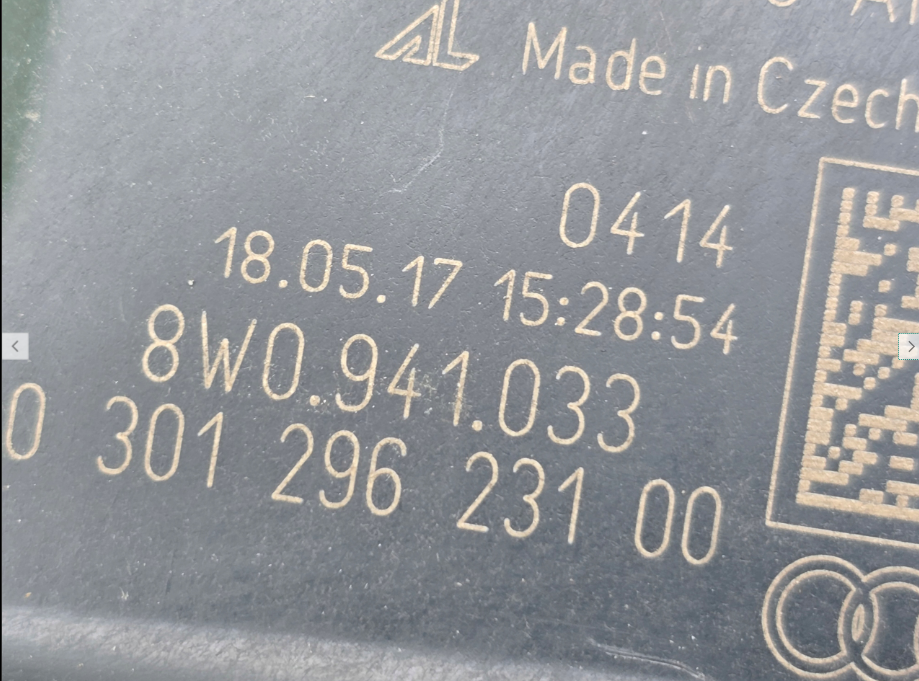 Made in Czech
0414
18.05.17 15:28:54
8W0.941.033
0 301 296 231 00